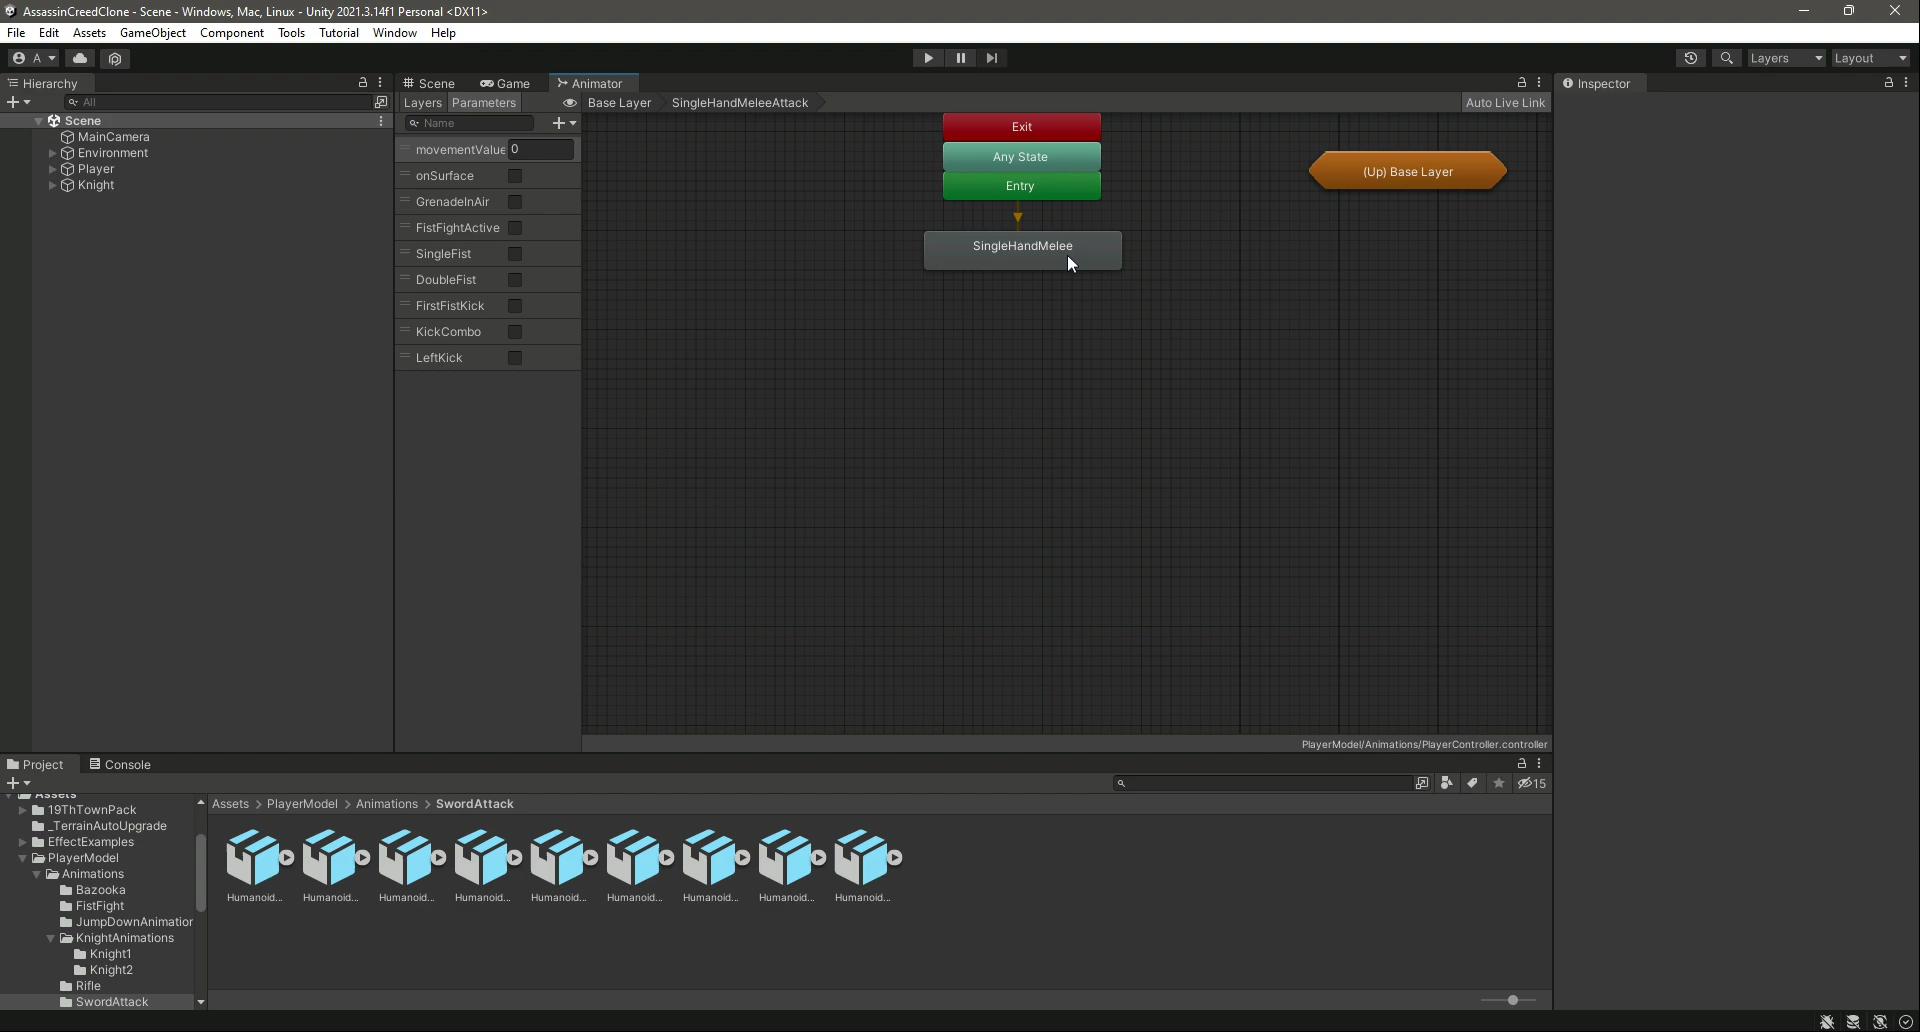 AssassinCreedClone - Scene - Windows, Mac, Linux - Unity 2021.3.14f1 Personal <DX11>
File Edit Assets GameObject Component Tools Tutorial Window Help
A Layers Layout
Hierarchy Scene Game Animator Inspector
All Layers Parameters Base Layer SingleHandMeleeAttack Auto Live Link
Scene
MainCamera
Environment
Player
Knight
Name
movementValue 0
onSurface
GrenadeInAir
FistFightActive
SingleFist
DoubleFist
FirstFistKick
KickCombo
LeftKick
Exit
Any State
Entry
SingleHandMelee
(Up) Base Layer
PlayerModel/Animations/PlayerController.controller
Project Console
15
Assets
19ThTownPack
_TerrainAutoUpgrade
EffectExamples
PlayerModel
Animations
Bazooka
FistFight
JumpDownAnimation
KnightAnimations
Knight1
Knight2
Rifle
SwordAttack
Assets > PlayerModel > Animations > SwordAttack
Humanoid... Humanoid... Humanoid... Humanoid... Humanoid... Humanoid... Humanoid... Humanoid... Humanoid...